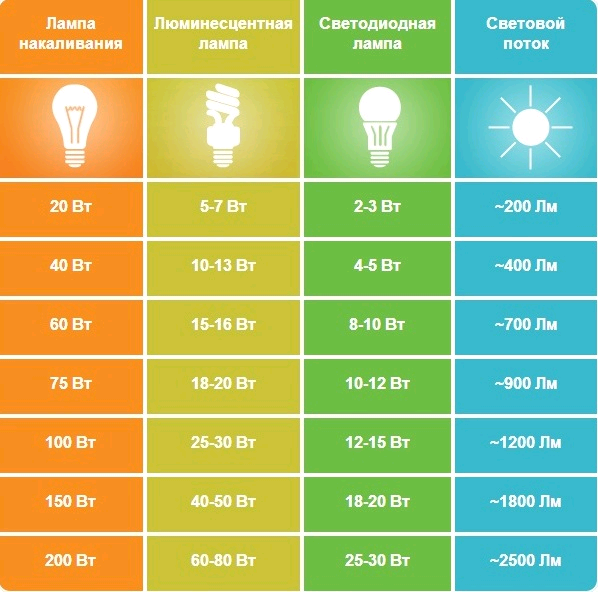 Лампа
накаливания
Люминесцентная
лампа
Светодиодная
лампа
Световой
поток
20 Вт
5-7 Вт
2-3 Вт
~200 Лм
40 Вт
10-13 Вт
4-5 Вт
~400 Лм
60 Вт
15-16 Вт
8-10 Вт
~700 Лм
75 Вт
18-20 Вт
10-12 Вт
~900 Лм
100 Вт
25-30 Вт
12-15 Вт
~1200 Лм
150 Вт
40-50 Вт
18-20 Вт
~1800 Лм
200 Вт
60-80 Вт
25-30 Вт
~2500 Лм